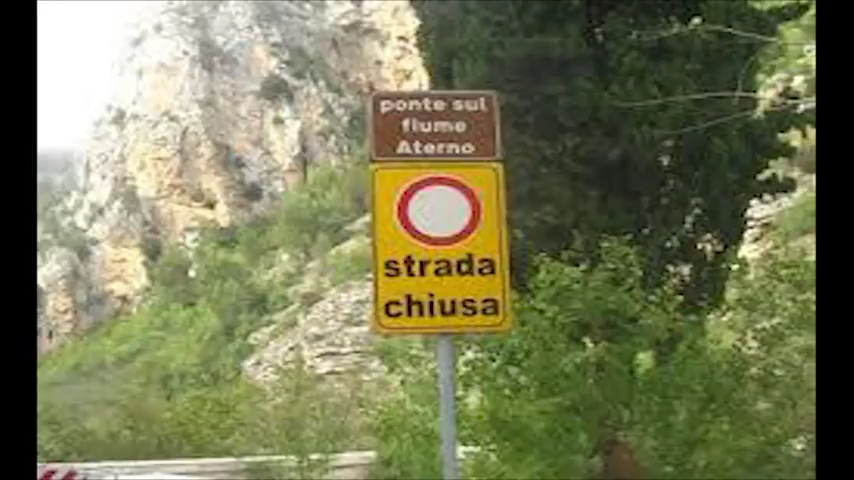 ponte sul
fiume
Aterno
strada
chiusa